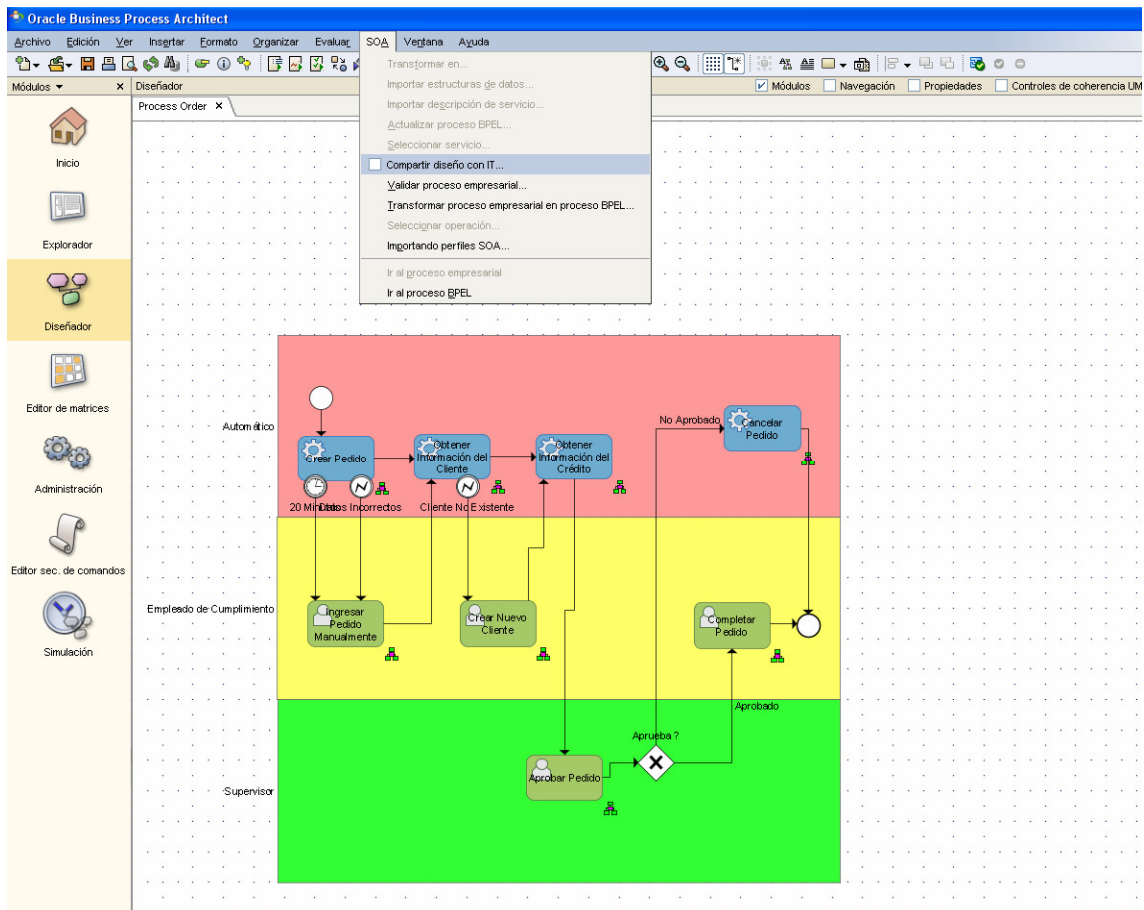 Oracle Business Process Architect
Archivo Edición Ver Insertar Formato Organizar Evaluar SOA Ventana Ayuda
Módulos
Diseñador
Módulos Navegación Propiedades Controles de coherencia UM
Process Order
Transformar en...
Importar estructuras de datos...
Importar descripción de servicio...
Actualizar proceso BPEL...
Seleccionar servicio...
Compartir diseño con IT...
Validar proceso empresarial...
Transformar proceso empresarial en proceso BPEL...
Seleccionar operación...
Importando perfiles SOA...
Ir al proceso empresarial
Ir al proceso BPEL
Inicio
Explorador
Diseñador
Editor de matrices
Administración
Editor sec. de comandos
Simulación
Automático
Crear Pedido
Obtener
Información del
Cliente
Obtener
Información del
Crédito
No Aprobado
Cancelar
Pedido
20 Minutos
Datos Incorrectos
Cliente No Existente
Empleado de Cumplimiento
Ingresar
Pedido
Manualmente
Crear Nuevo
Cliente
Completar
Pedido
Aprobado
Aprueba ?
Supervisor
Aprobar Pedido